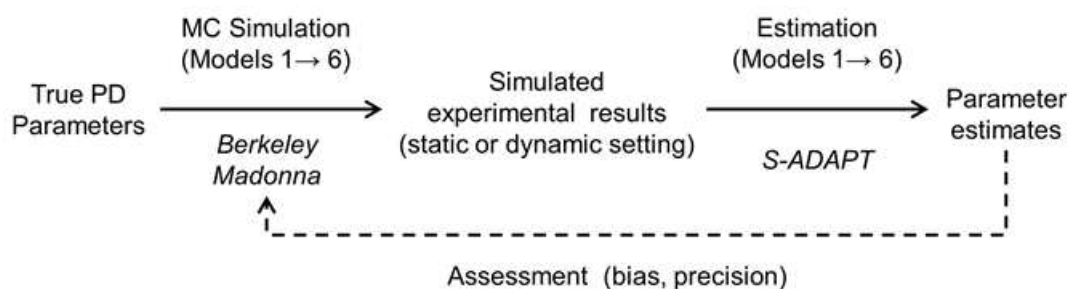 True PD
Parameters
MC Simulation
(Models 1→ 6)
Berkeley
Madonna
Simulated
experimental results
(static or dynamic setting)
Estimation
(Models 1→ 6)
S-ADAPT
Parameter
estimates
Assessment (bias, precision)